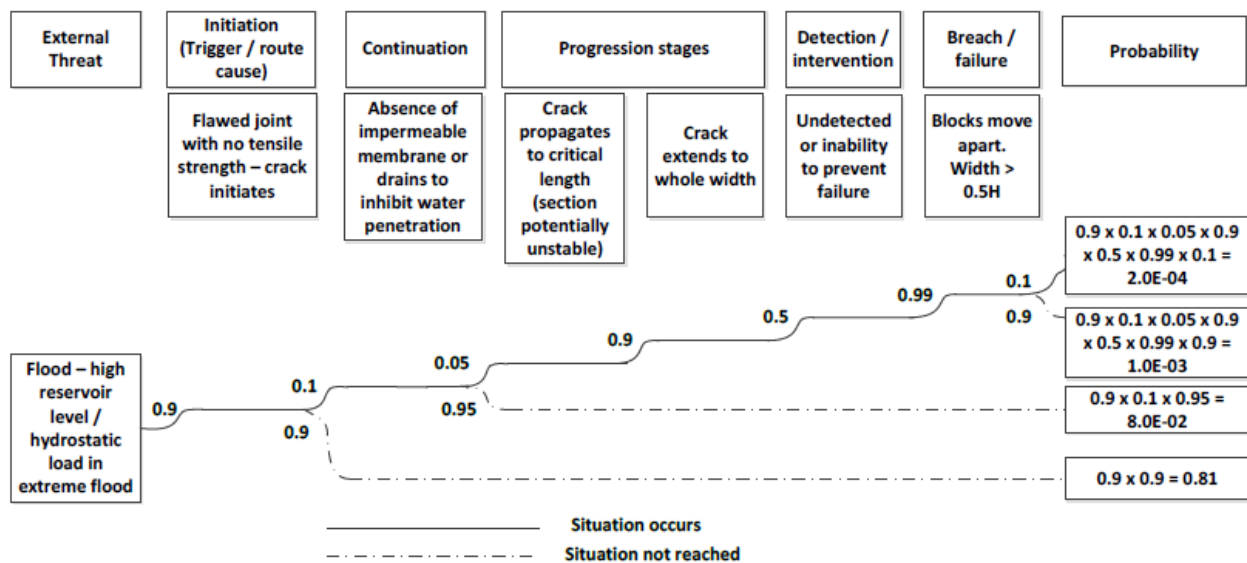 External
Threat
Initiation
(Trigger / route
cause)
Continuation
Progression stages
Detection /
intervention
Breach /
failure
Probability
Flawed joint
with no tensile
strength – crack
initiates
Absence of
impermeable
membrane or
drains to
inhibit water
penetration
Crack
propagates
to critical
length
(section
potentially
unstable)
Crack
extends to
whole width
Undetected
or inability
to prevent
failure
Blocks move
apart.
Width >
0.5H
0.9 x 0.1 x 0.05 x 0.9
x 0.5 x 0.99 x 0.1 =
2.0E-04
0.1
0.99
0.9
0.5
0.9
0.9 x 0.1 x 0.05 x 0.9
x 0.5 x 0.99 x 0.9 =
1.0E-03
Flood – high
reservoir
level /
hydrostatic
load in
extreme flood
0.9
0.1
0.05
0.95
0.9
0.9 x 0.1 x 0.95 =
8.0E-02
0.9 x 0.9 = 0.81
Situation occurs
Situation not reached